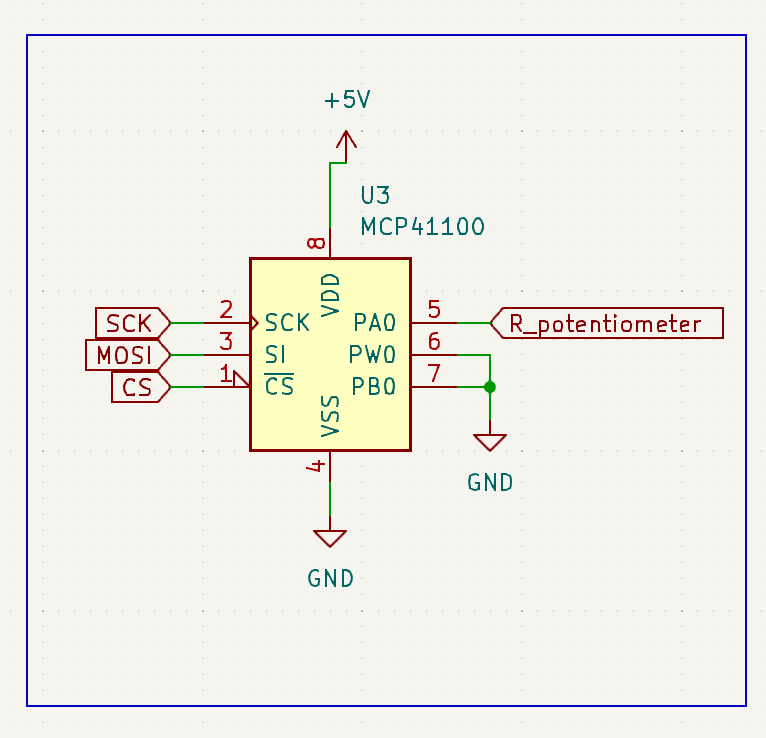 +5V
U3
MCP41100
8
VDD
SCK
2
SCK
PA0
5
R_potentiometer
MOSI
3
SI
PW0
6
CS
1
CS
PB0
7
VSS
4
GND
GND